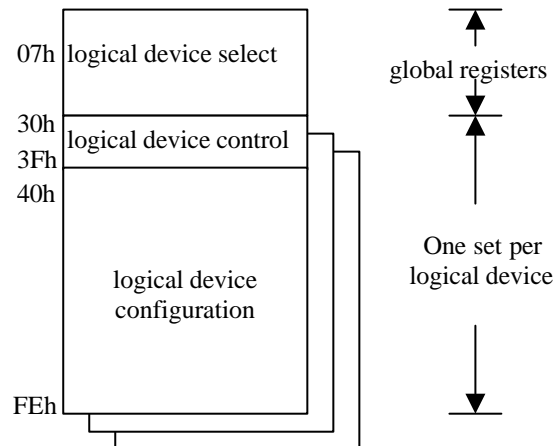 07h
logical device select
global registers
30h
logical device control
3Fh
40h
One set per
logical device
logical device
configuration
FEh